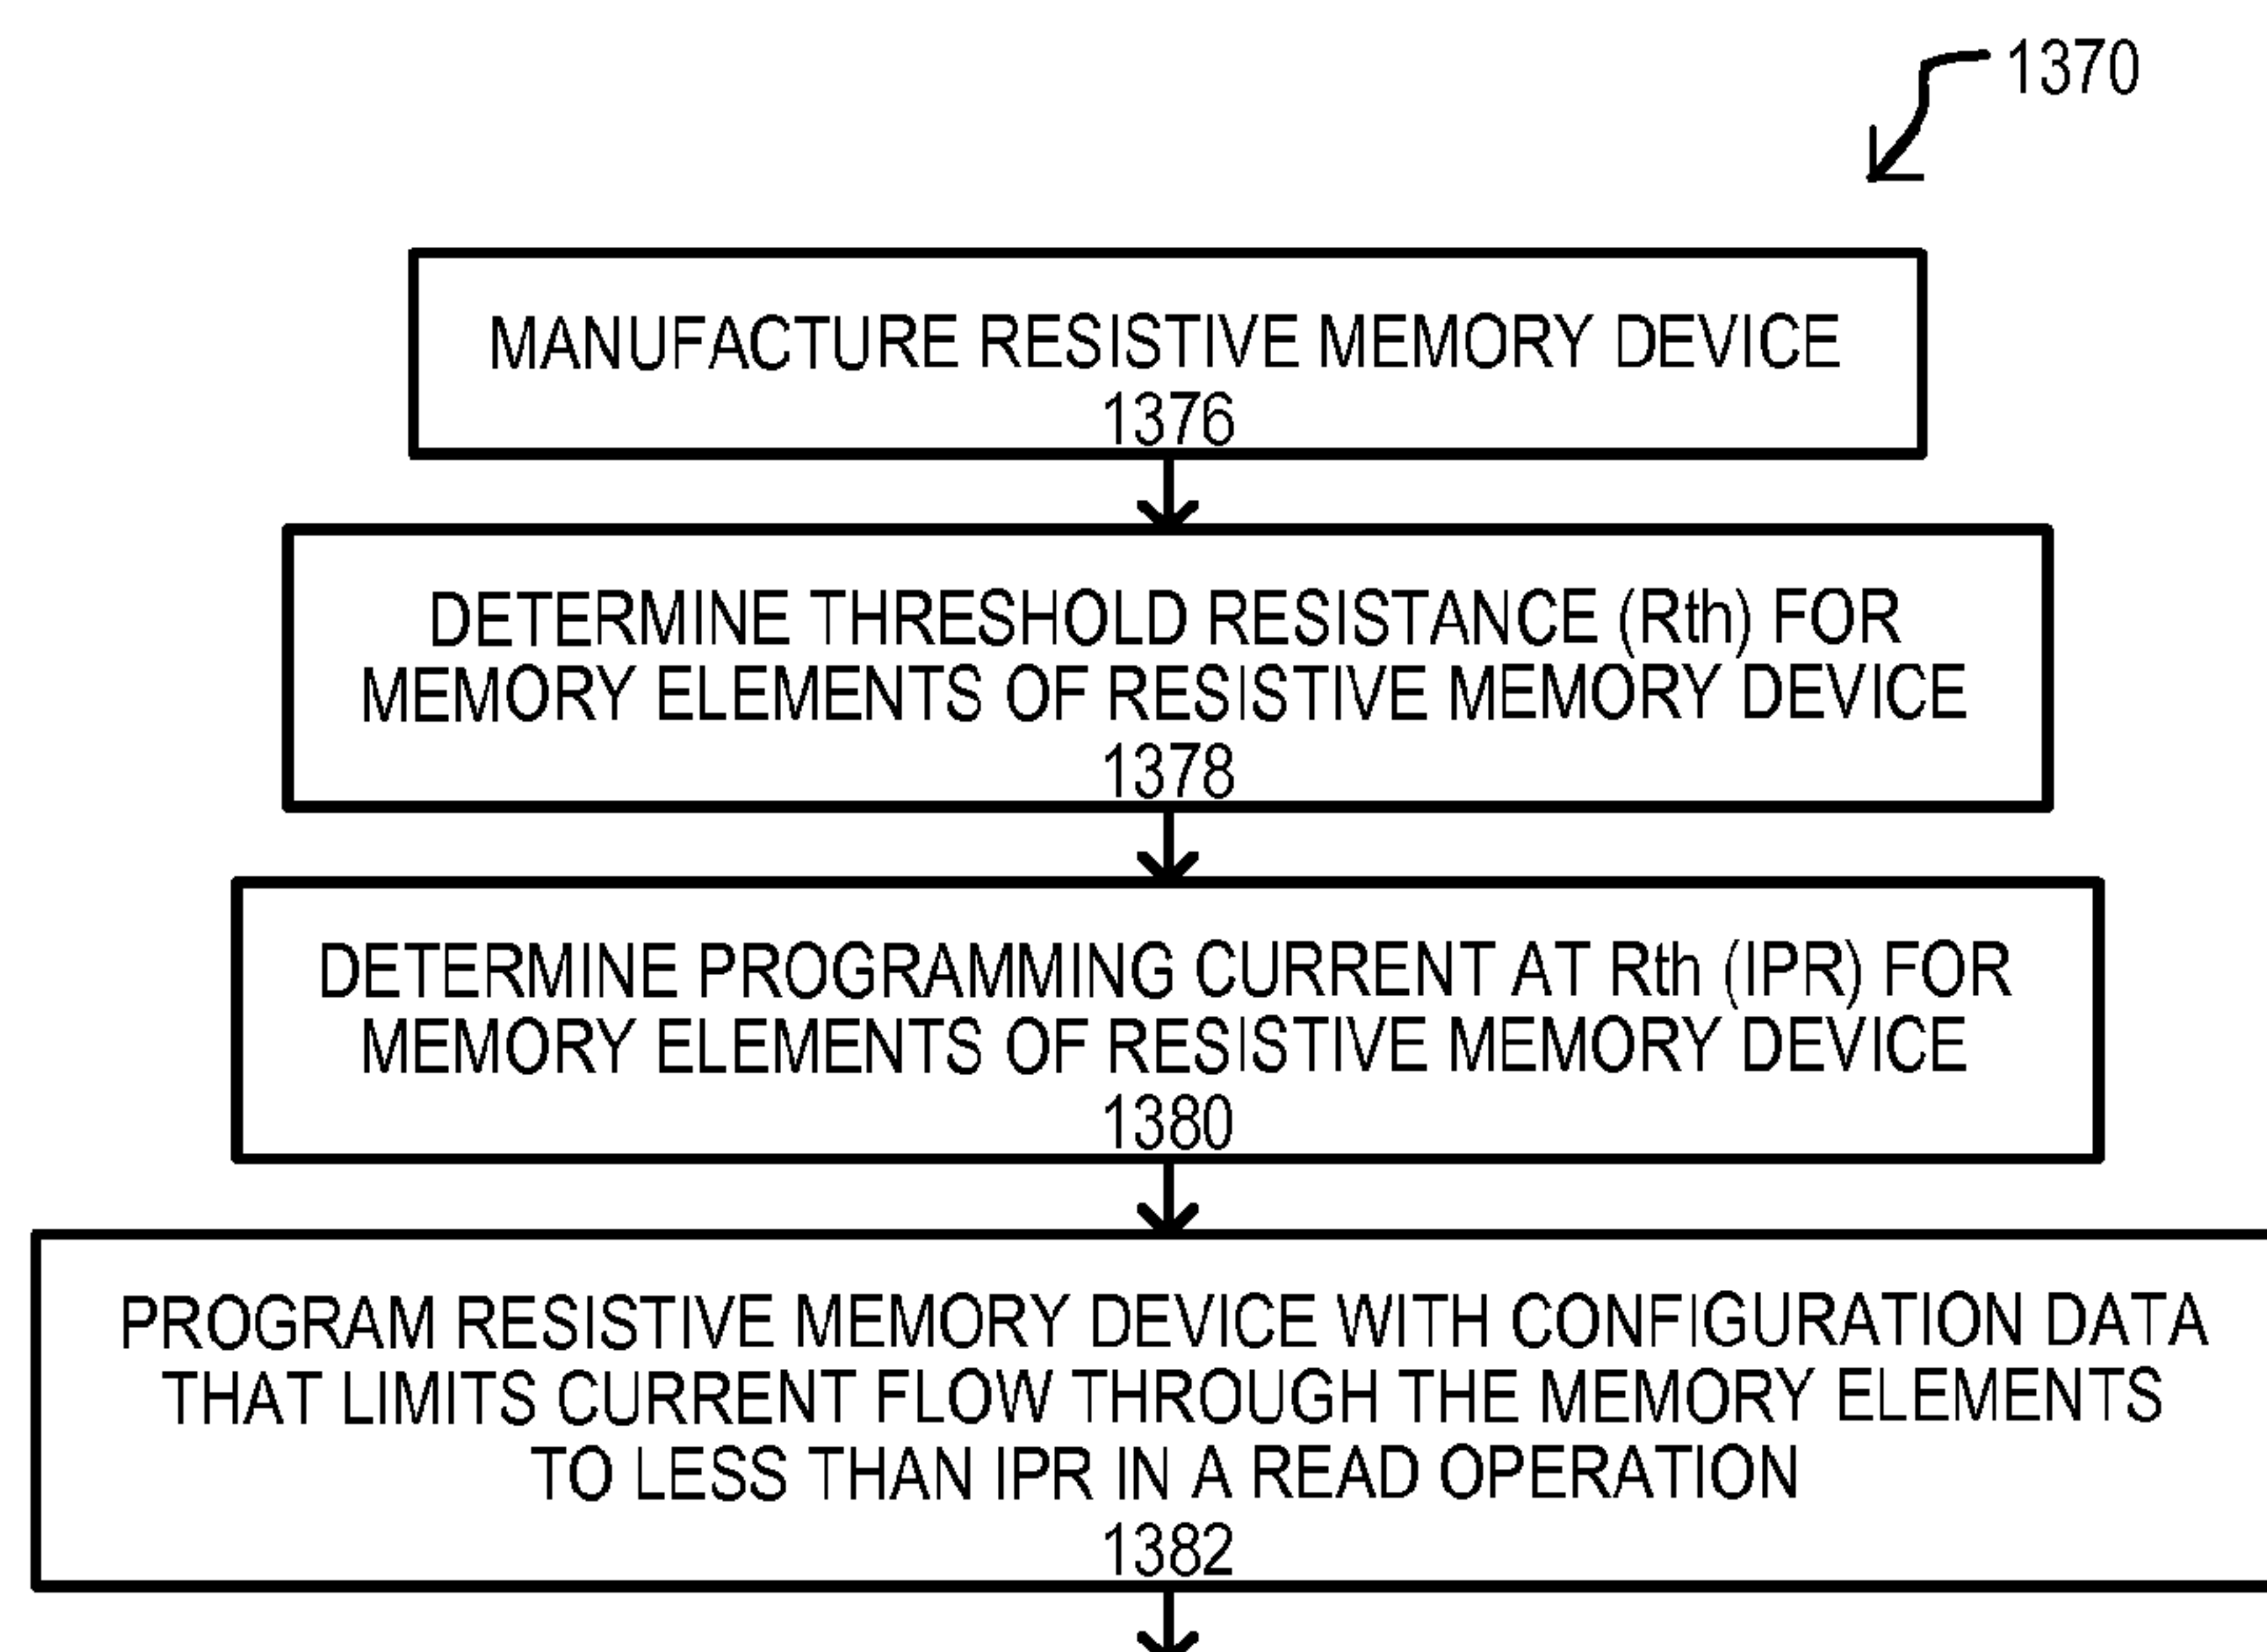 1370
MANUFACTURE RESISTIVE MEMORY DEVICE
1376
DETERMINE THRESHOLD RESISTANCE (Rth) FOR
MEMORY ELEMENTS OF RESISTIVE MEMORY DEVICE
1378
DETERMINE PROGRAMMING CURRENT AT Rth (IPR) FOR
MEMORY ELEMENTS OF RESISTIVE MEMORY DEVICE
1380
PROGRAM RESISTIVE MEMORY DEVICE WITH CONFIGURATION DATA
THAT LIMITS CURRENT FLOW THROUGH THE MEMORY ELEMENTS
TO LESS THAN IPR IN A READ OPERATION
1382